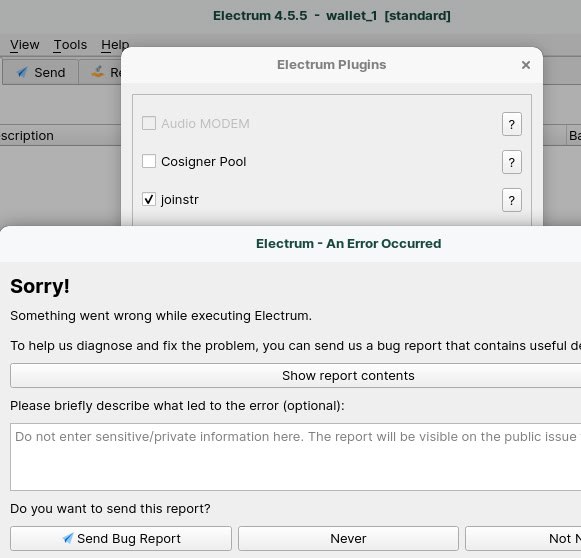 Electrum 4.5.5 - wallet_1 [standard]
View Tools Help
Send Re
Electrum Plugins ×
scription Ba
Audio MODEM ?
Cosigner Pool ?
joinstr ?
Electrum - An Error Occurred
Sorry!
Something went wrong while executing Electrum.
To help us diagnose and fix the problem, you can send us a bug report that contains useful de
Show report contents
Please briefly describe what led to the error (optional):
Do not enter sensitive/private information here. The report will be visible on the public issue
Do you want to send this report?
Send Bug Report Never Not N